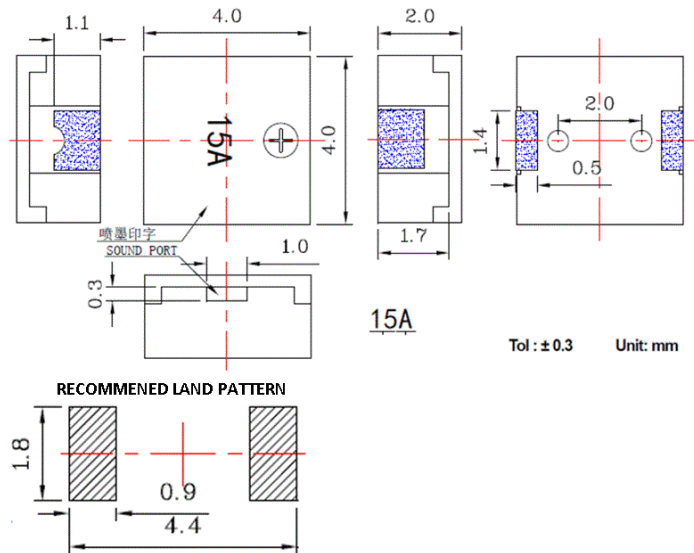 1.1
4.0
2.0
15A
4.0
2.0
1.4
0.5
1.7
喷墨印字
SOUND PORT
1.0
0.3
15A
Tol : ± 0.3
Unit: mm
RECOMMENED LAND PATTERN
1.8
0.9
4.4